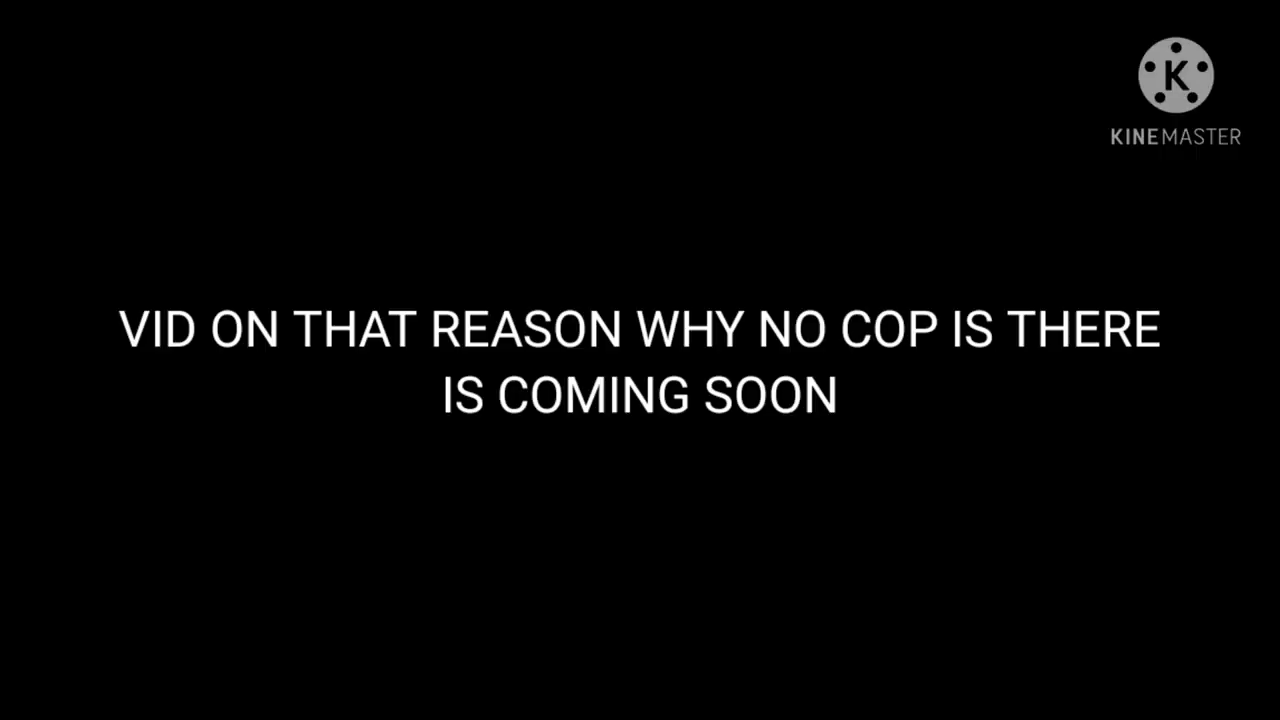 K
KINEMASTER
VID ON THAT REASON WHY NO COP IS THERE
IS COMING SOON